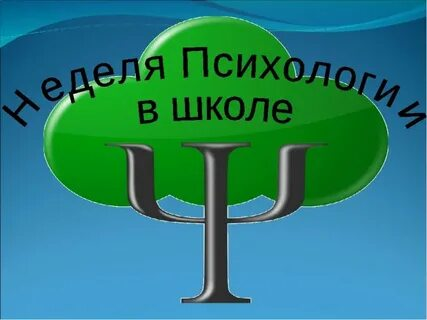 Неделя Психологии
в школе
Ψ